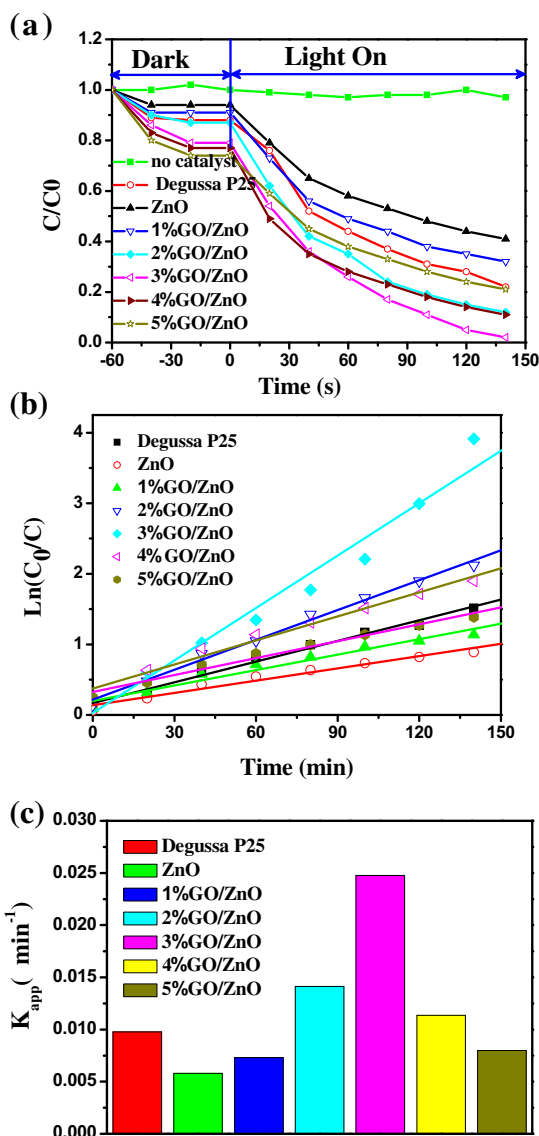 (a)
Dark
Light On
C/C0
1.2
1.0
0.8
0.6
0.4
0.2
0.0
no catalyst
Degussa P25
ZnO
1%GO/ZnO
2%GO/ZnO
3%GO/ZnO
4%GO/ZnO
5%GO/ZnO
-60 -30 0 30 60 90 120 150
Time (s)
(b)
Ln(C0/C)
4
3
2
1
0
Degussa P25
ZnO
1%GO/ZnO
2%GO/ZnO
3%GO/ZnO
4%GO/ZnO
5%GO/ZnO
0 30 60 90 120 150
Time (min)
(c)
Kapp( min-1)
0.030
0.025
0.020
0.015
0.010
0.005
0.000
Degussa P25
ZnO
1%GO/ZnO
2%GO/ZnO
3%GO/ZnO
4%GO/ZnO
5%GO/ZnO